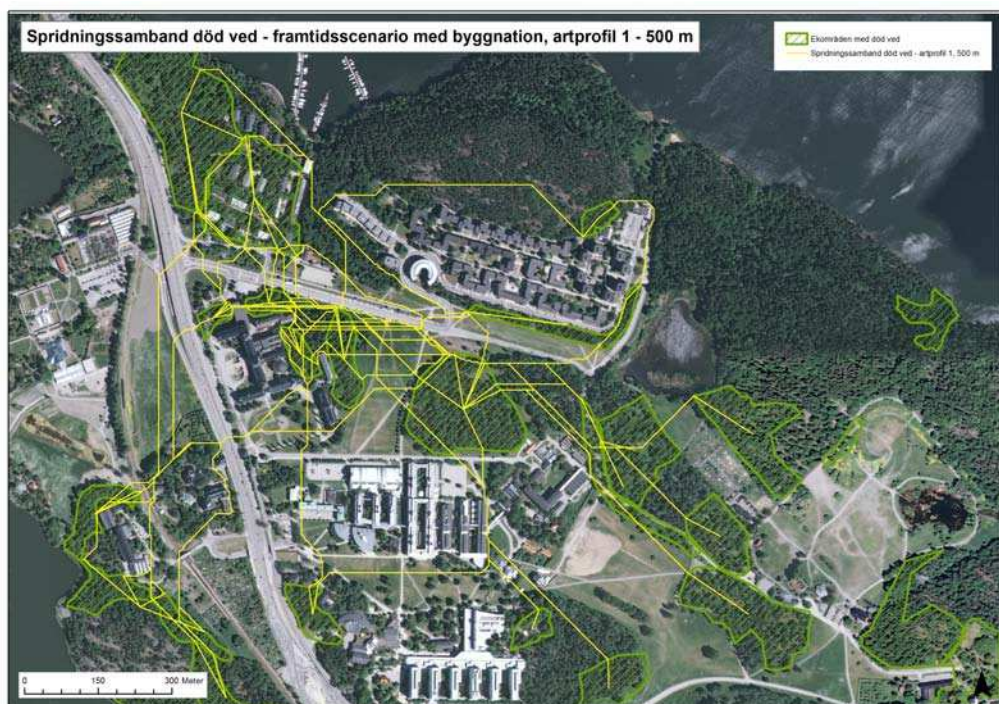 Spridningssamband död ved - framtidsscenario med byggnation, artprofil 1 - 500 m
Ekområden med död ved
Spridningssamband död ved - artprofil 1, 500 m
0 150 300 Meter